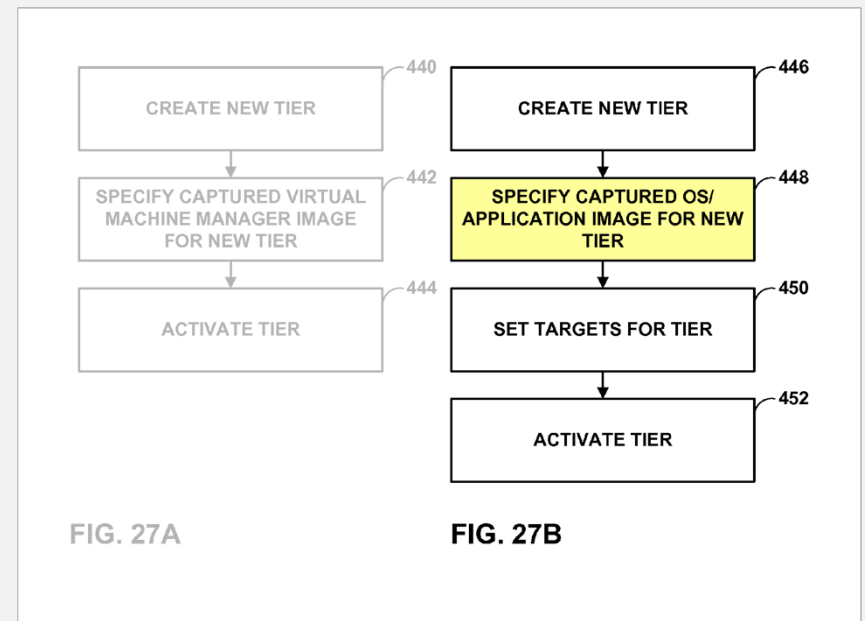 440
CREATE NEW TIER
442
SPECIFY CAPTURED VIRTUAL
MACHINE MANAGER IMAGE
FOR NEW TIER
444
ACTIVATE TIER
FIG. 27A
446
CREATE NEW TIER
448
SPECIFY CAPTURED OS/
APPLICATION IMAGE FOR NEW
TIER
450
SET TARGETS FOR TIER
452
ACTIVATE TIER
FIG. 27B